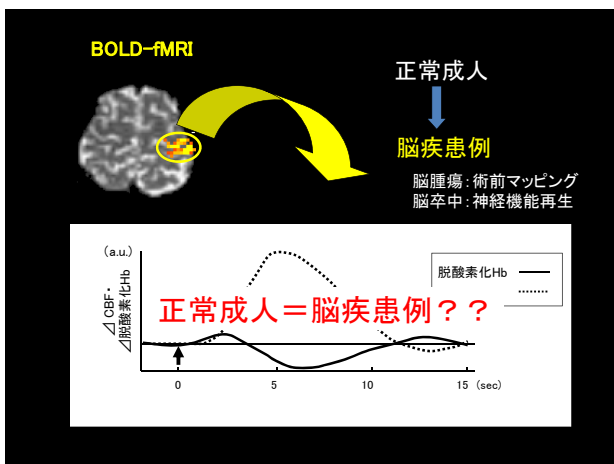 BOLD-fMRI
正常成人
脳疾患例
脳腫瘍：術前マッピング
脳卒中：神経機能再生
(a.u.)
脱酸素化Hb
⊿CBF・
⊿脱酸素化Hb
正常成人＝脳疾患例？？
0 5 10 15 (sec)